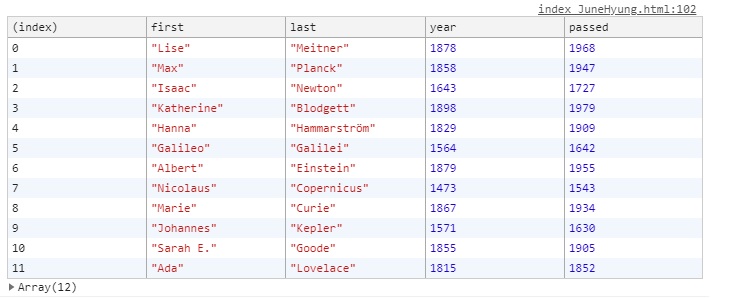 index JuneHyung.html:102
(index) first last year passed
0 "Lise" "Meitner" 1878 1968
1 "Max" "Planck" 1858 1947
2 "Isaac" "Newton" 1643 1727
3 "Katherine" "Blodgett" 1898 1979
4 "Hanna" "Hammarström" 1829 1909
5 "Galileo" "Galilei" 1564 1642
6 "Albert" "Einstein" 1879 1955
7 "Nicolaus" "Copernicus" 1473 1543
8 "Marie" "Curie" 1867 1934
9 "Johannes" "Kepler" 1571 1630
10 "Sarah E." "Goode" 1855 1905
11 "Ada" "Lovelace" 1815 1852
Array(12)